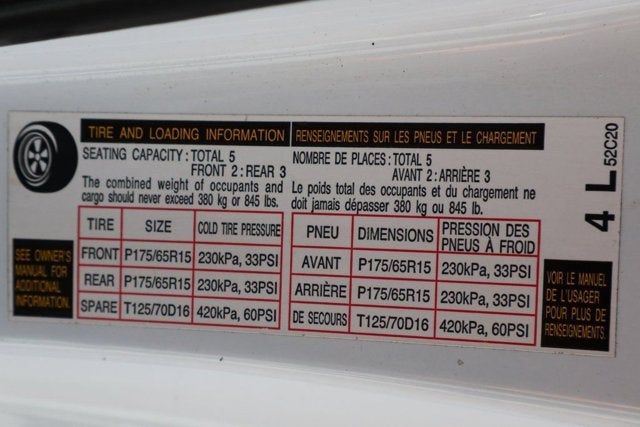 TIRE AND LOADING INFORMATION
SEATING CAPACITY : TOTAL 5
FRONT 2 : REAR 3
The combined weight of occupants and
cargo should never exceed 380 kg or 845 lbs.
TIRE SIZE COLD TIRE PRESSURE
FRONT P175/65R15 230kPa, 33PSI
REAR P175/65R15 230kPa, 33PSI
SPARE T125/70D16 420kPa, 60PSI
SEE OWNER'S
MANUAL FOR
ADDITIONAL
INFORMATION.
RENSEIGNEMENTS SUR LES PNEUS ET LE CHARGEMENT
NOMBRE DE PLACES : TOTAL 5
AVANT 2 : ARRIÈRE 3
Le poids total des occupants et du chargement ne
doit jamais dépasser 380 kg ou 845 lb.
PNEU DIMENSIONS PRESSION DES
PNEUS À FROID
AVANT P175/65R15 230kPa, 33PSI
ARRIÈRE P175/65R15 230kPa, 33PSI
DE SECOURS T125/70D16 420kPa, 60PSI
VOIR LE MANUEL
DE L'USAGER
POUR PLUS DE
RENSEIGNEMENTS.
4 L 52C20